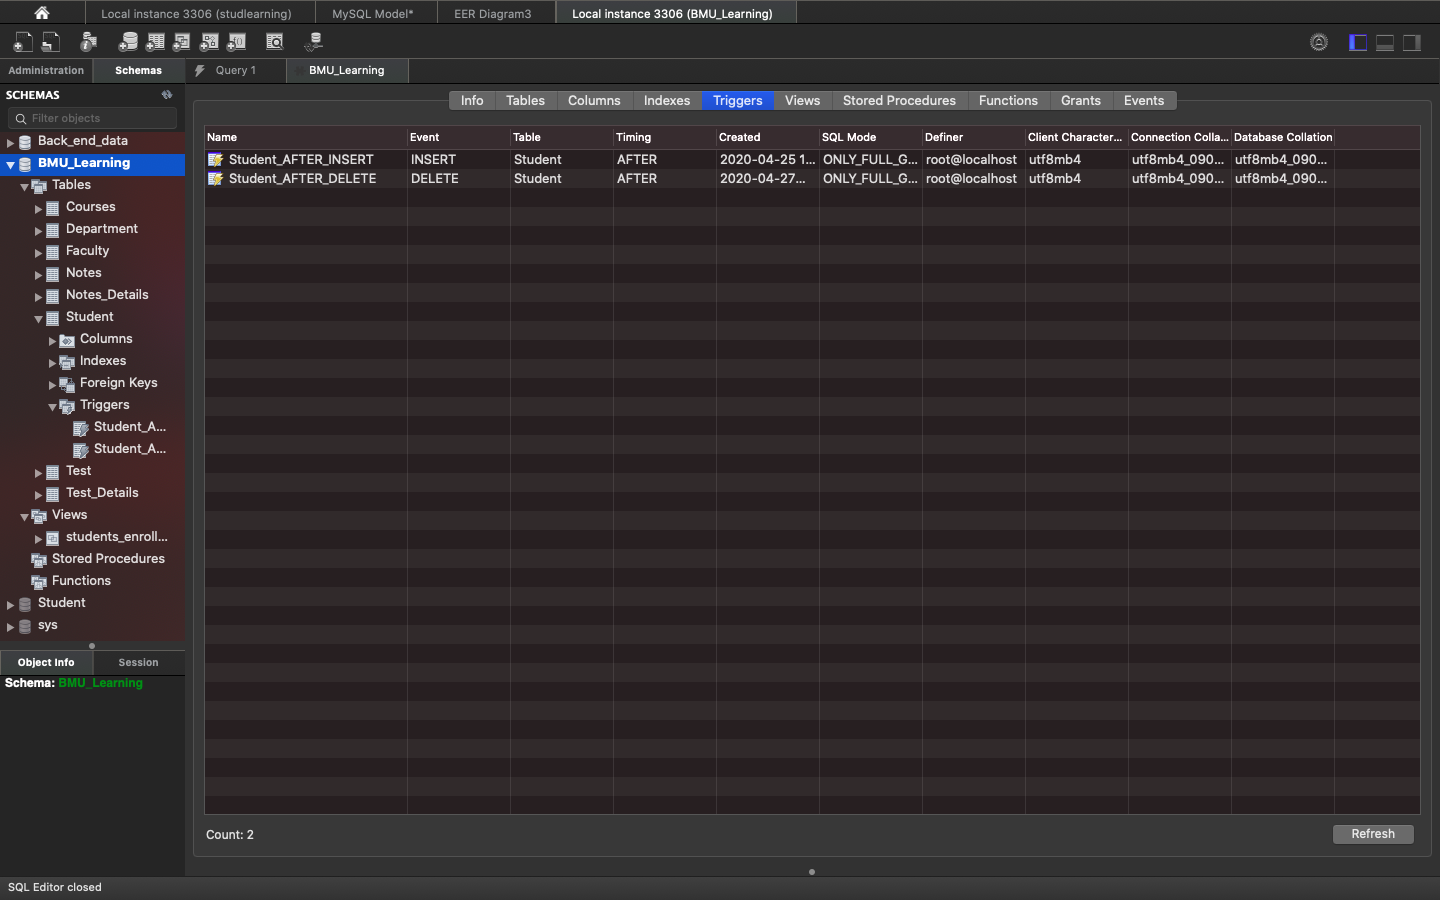 Local instance 3306 (studlearning)
MySQL Model*
EER Diagram3
Local instance 3306 (BMU_Learning)
Administration
Schemas
Query 1
BMU_Learning
SCHEMAS
Filter objects
Back_end_data
BMU_Learning
Tables
Courses
Department
Faculty
Notes
Notes_Details
Student
Columns
Indexes
Foreign Keys
Triggers
Student_A...
Student_A...
Test
Test_Details
Views
students_enroll...
Stored Procedures
Functions
Student
sys
Object Info
Session
Schema: BMU_Learning
Info
Tables
Columns
Indexes
Triggers
Views
Stored Procedures
Functions
Grants
Events
Name Event Table Timing Created SQL Mode Definer Client Character... Connection Colla... Database Collation
Student_AFTER_INSERT INSERT Student AFTER 2020-04-25 1... ONLY_FULL_G... root@localhost utf8mb4 utf8mb4_090... utf8mb4_090...
Student_AFTER_DELETE DELETE Student AFTER 2020-04-27... ONLY_FULL_G... root@localhost utf8mb4 utf8mb4_090... utf8mb4_090...
Count: 2
Refresh
SQL Editor closed